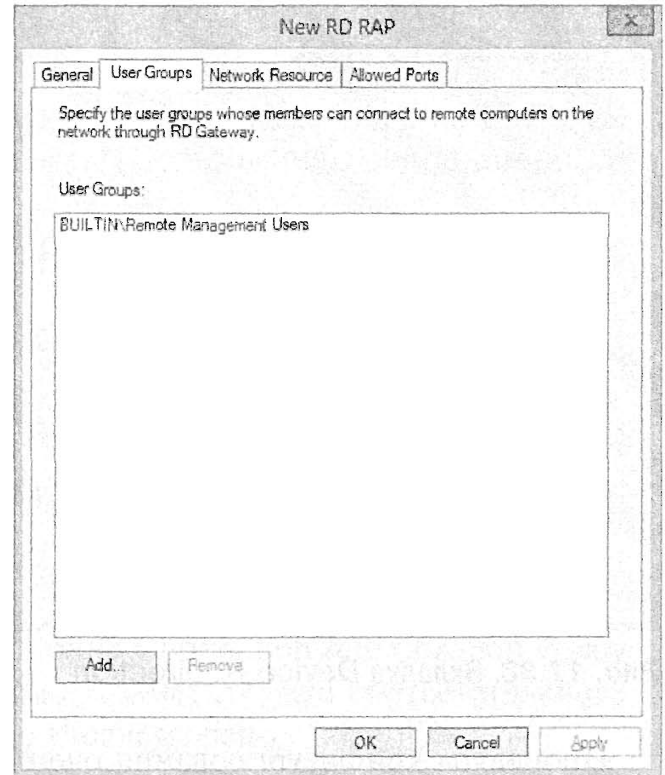 New RD RAP
General User Groups Network Resource Allowed Ports
Specify the user groups whose members can connect to remote computers on the
network through RD Gateway.
User Groups:
BUILTIN\Remote Management Users
Add... Remove
OK Cancel Apply